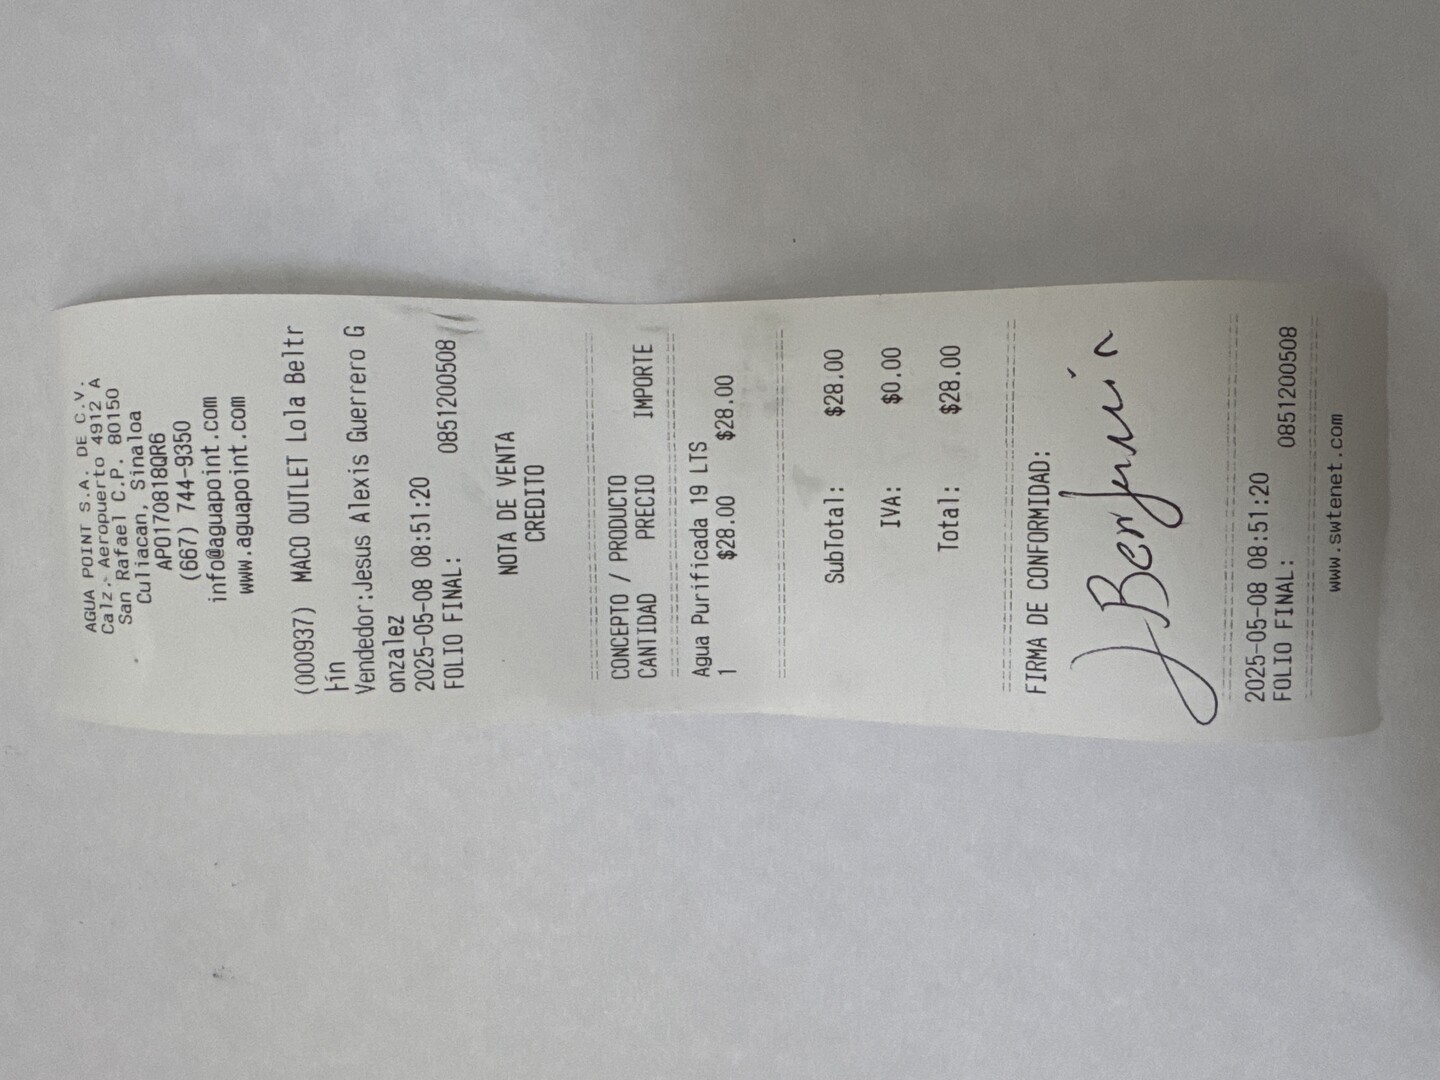 AGUA POINT S.A. DE C.V.
Calz. Aeropuerto 4912 A
San Rafael C.P. 80150
Culiacan, Sinaloa
APO170818QR6
(667) 744-9350
info@aguapoint.com
www.aguapoint.com
(000937) MACO OUTLET Lola Beltr
Fin
Vendedor:Jesus Alexis Guerrero G
onzalez
2025-05-08 08:51:20
FOLIO FINAL: 0851200508
NOTA DE VENTA
CREDITO
CONCEPTO / PRODUCTO
CANTIDAD PRECIO IMPORTE
Agua Purificada 19 LTS
1 $28.00 $28.00
SubTotal: $28.00
IVA: $0.00
Total: $28.00
FIRMA DE CONFORMIDAD:
J Benjamin
2025-05-08 08:51:20
FOLIO FINAL: 0851200508
www.swtenet.com